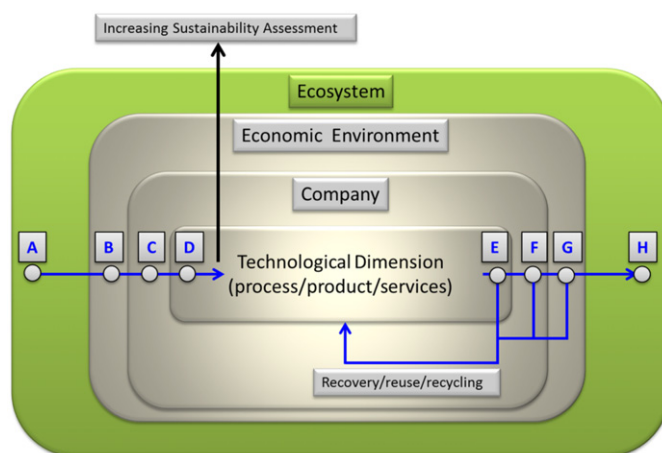 Increasing Sustainability Assessment
Ecosystem
Economic Environment
Company
A
B
C
D
E
F
G
H
Technological Dimension
(process/product/services)
Recovery/reuse/recycling